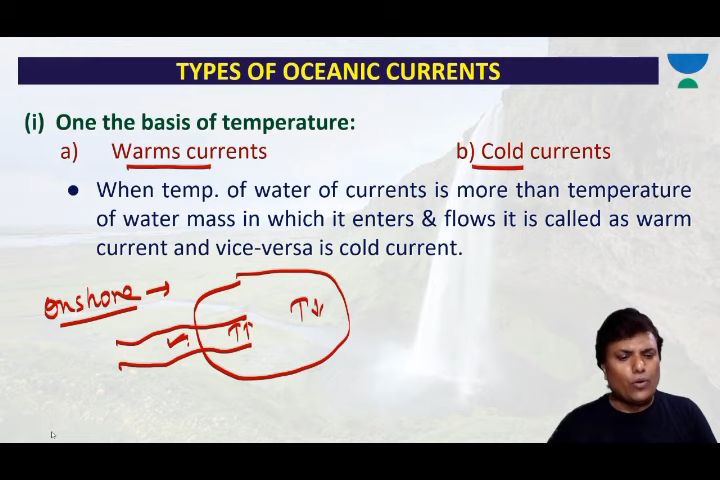 TYPES OF OCEANIC CURRENTS
(i) One the basis of temperature:
a) Warms currents b) Cold currents
• When temp. of water of currents is more than temperature
of water mass in which it enters & flows it is called as warm
current and vice-versa is cold current.
onshore →
T↓
T↑